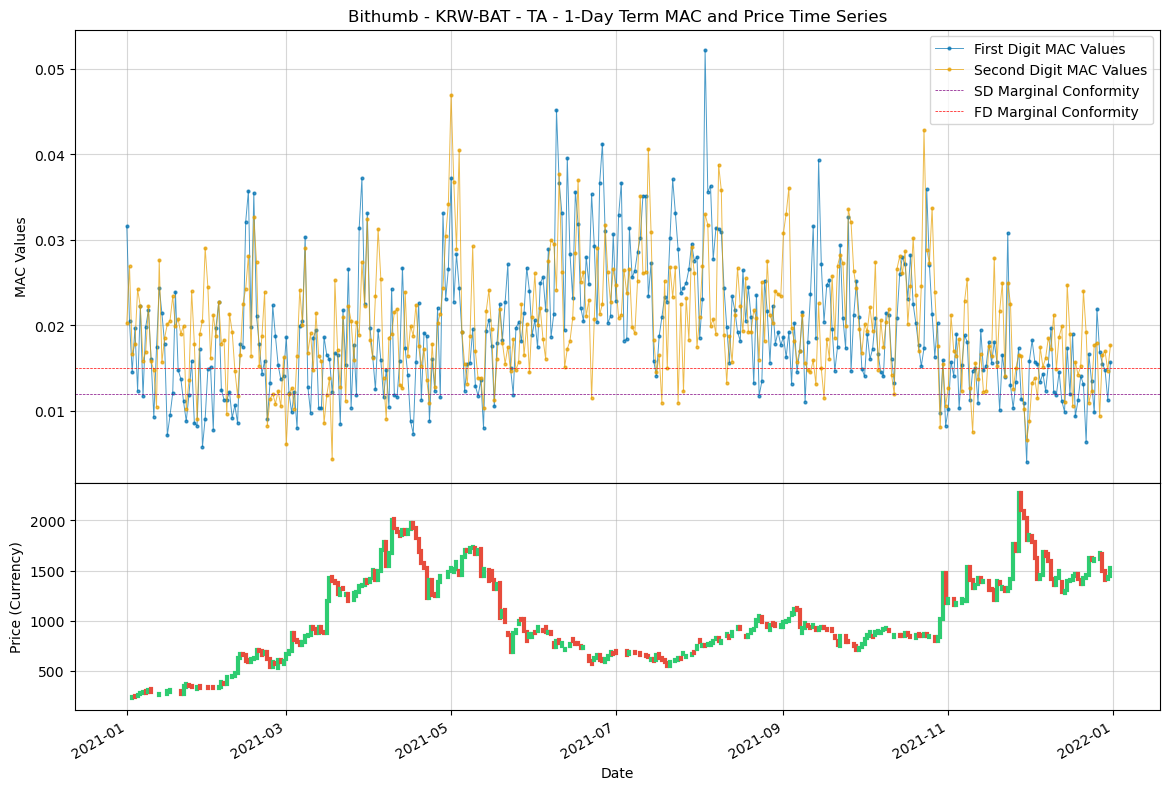 Bithumb - KRW-BAT - TA - 1-Day Term MAC and Price Time Series
First Digit MAC Values
Second Digit MAC Values
SD Marginal Conformity
FD Marginal Conformity
MAC Values
0.05
0.04
0.03
0.02
0.01
Price (Currency)
2000
1500
1000
500
2021-01
2021-03
2021-05
2021-07
2021-09
2021-11
2022-01
Date